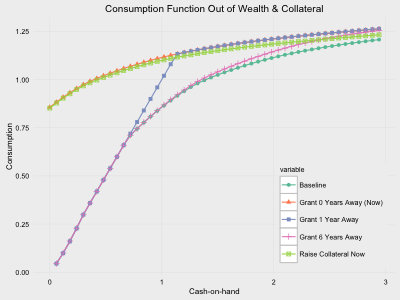 Consumption Function Out of Wealth & Collateral
1.25
1.00
0.75
0.50
0.25
0.00
Consumption
0
1
2
3
Cash-on-hand
variable
Baseline
Grant 0 Years Away (Now)
Grant 1 Year Away
Grant 6 Years Away
Raise Collateral Now